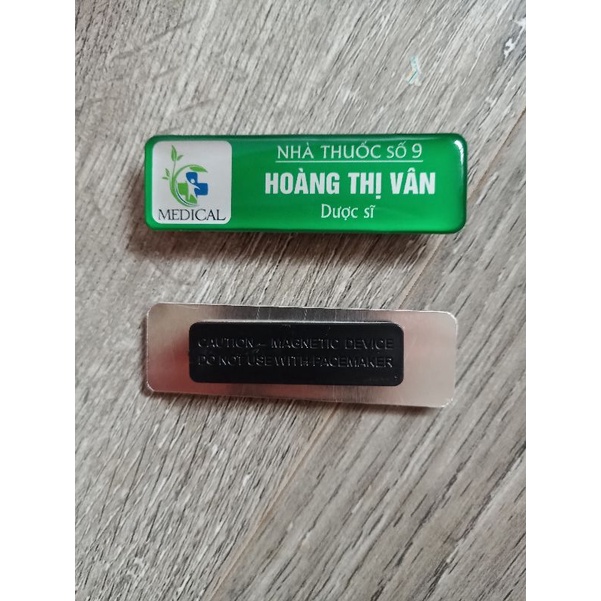 NHÀ THUỐC SỐ 9
HOÀNG THỊ VÂN
Dược sĩ
MEDICAL
CAUTION - MAGNETIC DEVICE
DO NOT USE WITH PACEMAKER